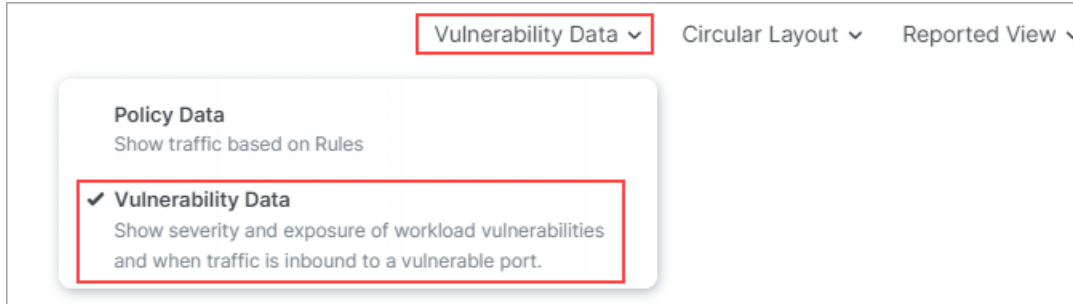 Vulnerability Data Circular Layout Reported View
Policy Data
Show traffic based on Rules
Vulnerability Data
Show severity and exposure of workload vulnerabilities
and when traffic is inbound to a vulnerable port.